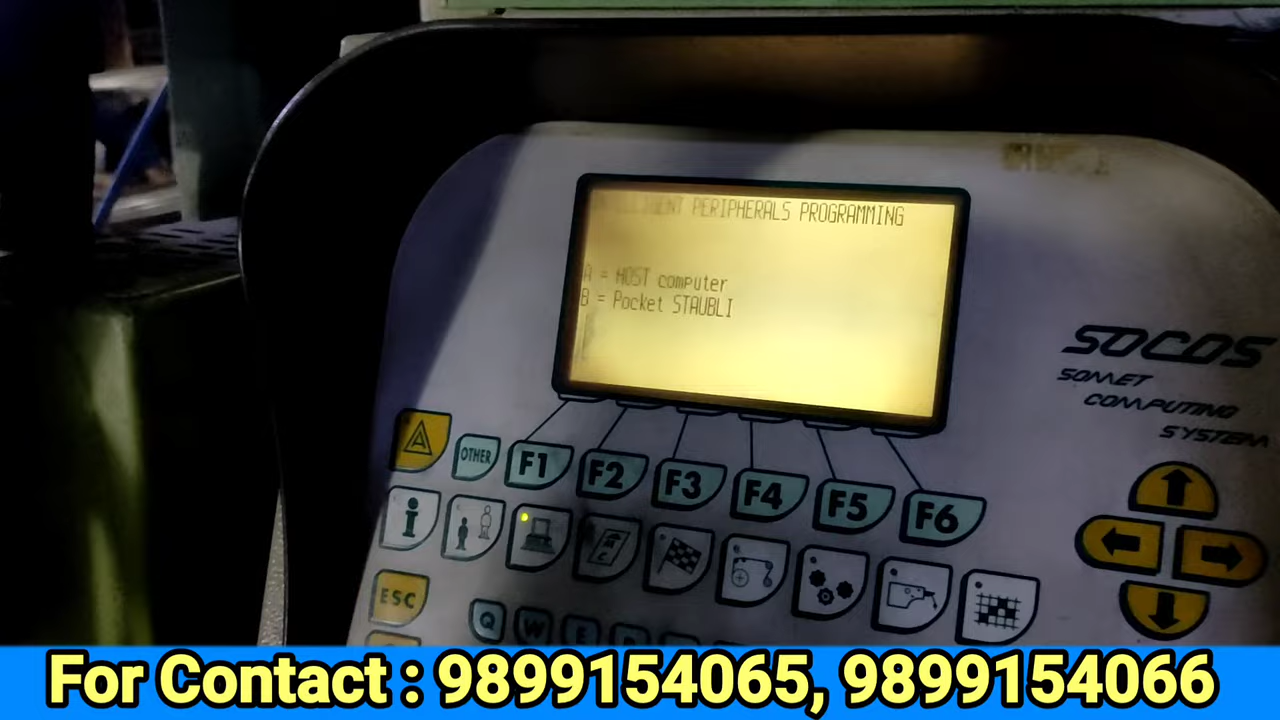 PERIPHERALS PROGRAMMING
A = HOST computer
B = Pocket STAUBLI
SOCOS
SOMET
COMPUTING
SYSTEM
OTHER
F1
F2
F3
F4
F5
F6
i
ESC
Q
W
E
For Contact : 9899154065, 9899154066